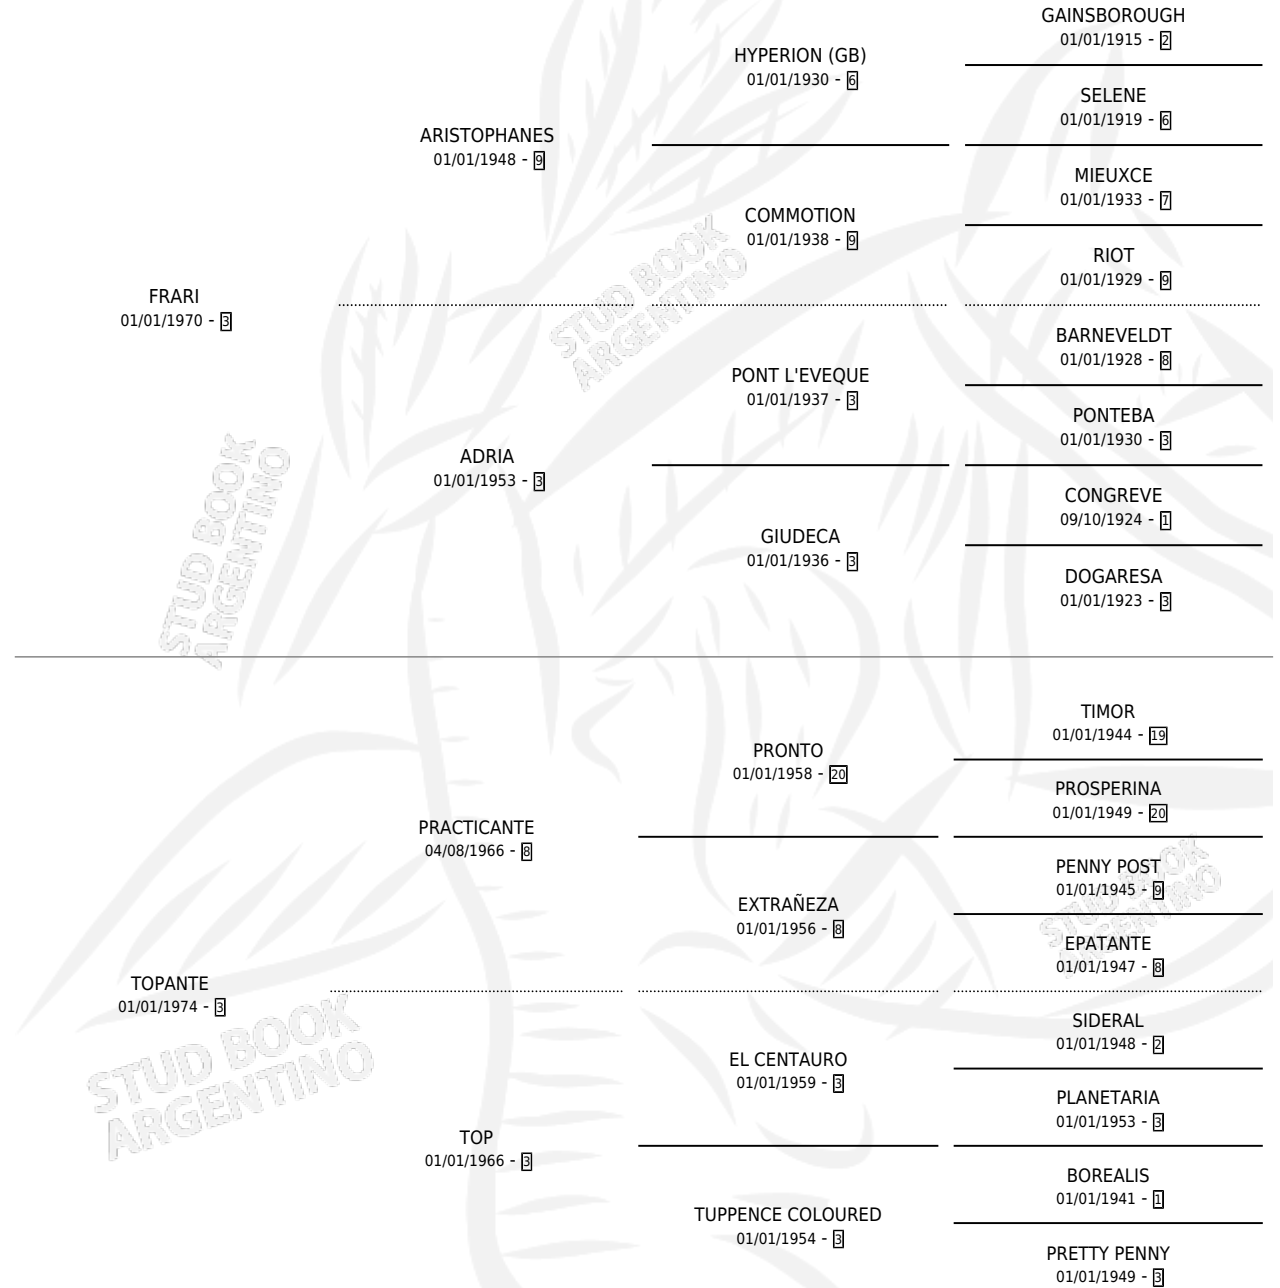 GAINSBOROUGH
01/01/1915 - 2
HYPERION (GB)
01/01/1930 - 6
SELENE
01/01/1919 - 6
ARISTOPHANES
01/01/1948 - 9
MIEUXCE
01/01/1933 - 7
COMMOTION
01/01/1938 - 9
RIOT
01/01/1929 - 9
FRARI
01/01/1970 - 3
BARNEVELDT
01/01/1928 - 8
PONT L'EVEQUE
01/01/1937 - 3
PONTEBA
01/01/1930 - 3
ADRIA
01/01/1953 - 3
CONGREVE
09/10/1924 - 1
GIUDECA
01/01/1936 - 3
DOGARESA
01/01/1923 - 3
STUD BOOK
ARGENTINO
STUD BOOK
ARGENTINO
TIMOR
01/01/1944 - 19
PRONTO
01/01/1958 - 20
PROSPERINA
01/01/1949 - 20
PRACTICANTE
04/08/1966 - 8
PENNY POST
01/01/1945 - 9
EXTRAÑEZA
01/01/1956 - 8
EPATANTE
01/01/1947 - 8
TOPANTE
01/01/1974 - 3
SIDERAL
01/01/1948 - 2
EL CENTAURO
01/01/1959 - 3
PLANETARIA
01/01/1953 - 3
TOP
01/01/1966 - 3
BOREALIS
01/01/1941 - 1
TUPPENCE COLOURED
01/01/1954 - 3
PRETTY PENNY
01/01/1949 - 3
STUD BOOK
ARGENTINO
STUD BOOK
ARGENTINO